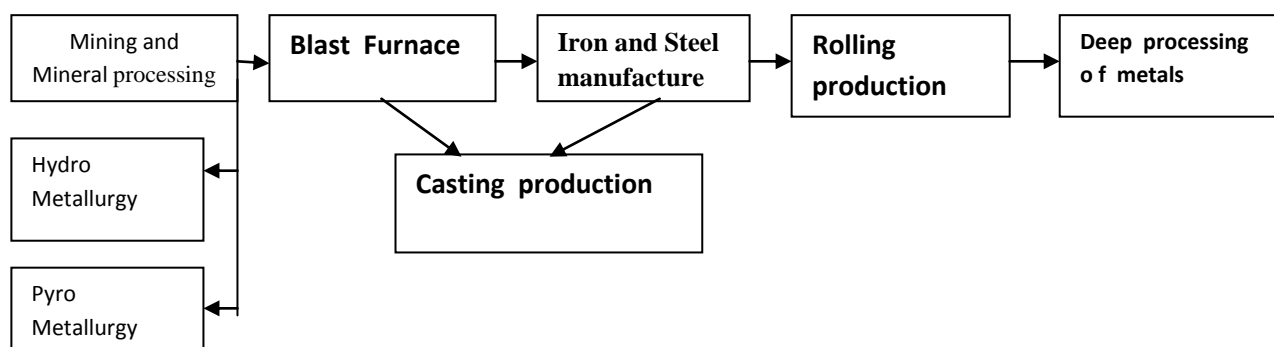 Mining and
Mineral processing
Blast Furnace
Iron and Steel
manufacture
Rolling
production
Deep processing
o f metals
Hydro
Metallurgy
Casting production
Pyro
Metallurgy